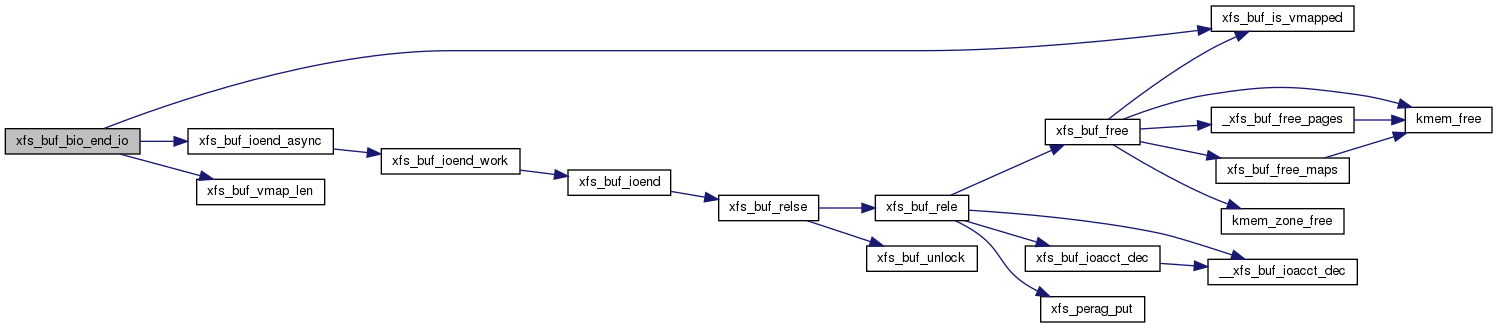 xfs_buf_is_vmapped
xfs_buf_bio_end_io
xfs_buf_ioend_async
xfs_buf_vmap_len
xfs_buf_ioend_work
xfs_buf_ioend
xfs_buf_relse
xfs_buf_rele
xfs_buf_unlock
xfs_buf_free
_xfs_buf_free_pages
kmem_free
xfs_buf_free_maps
kmem_zone_free
xfs_buf_ioacct_dec
__xfs_buf_ioacct_dec
xfs_perag_put